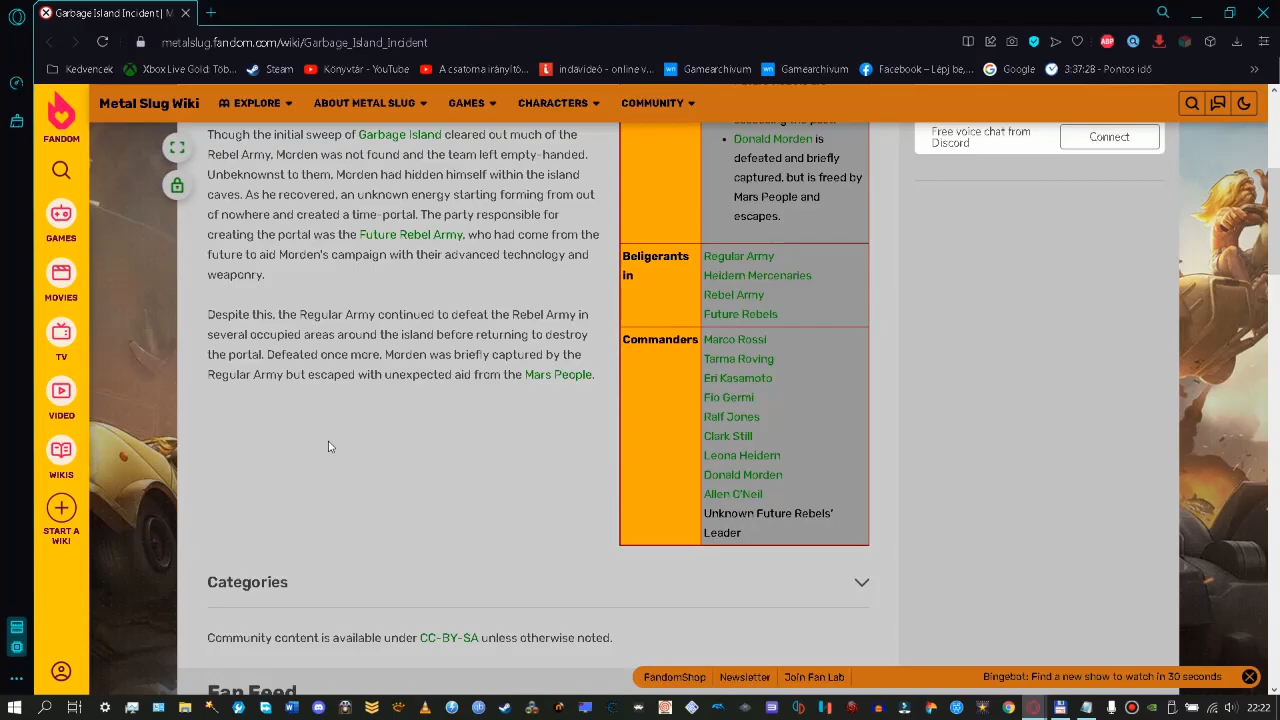 Garbage Island Incident | M
metalslug.fandom.com/wiki/Garbage_Island_Incident
ABP
Kedvencek
Xbox Live Gold: Töb...
Steam
Könyvtár - YouTube
A csatorna irányító...
indavideó - online v...
Gamearchivum
Gamearchivum
Facebook – Lépj be,...
Google
3:37:28 - Pontos idő
FANDOM
GAMES
MOVIES
TV
VIDEO
WIKIS
START A
WIKI
Metal Slug Wiki
EXPLORE
ABOUT METAL SLUG
GAMES
CHARACTERS
COMMUNITY
Though the initial sweep of Garbage Island cleared out much of the
Rebel Army, Morden was not found and the team left empty-handed.
Unbeknownst to them, Morden had hidden himself within the island
caves. As he recovered, an unknown energy starting forming from out
of nowhere and created a time-portal. The party responsible for
creating the portal was the Future Rebel Army, who had come from the
future to aid Morden's campaign with their advanced technology and
weaponry.
Despite this, the Regular Army continued to defeat the Rebel Army in
several occupied areas around the island before returning to destroy
the portal. Defeated once more, Morden was briefly captured by the
Regular Army but escaped with unexpected aid from the Mars People.
Donald Morden is
defeated and briefly
captured, but is freed by
Mars People and
escapes.
Beligerants
in
Regular Army
Heidern Mercenaries
Rebel Army
Future Rebels
Commanders
Marco Rossi
Tarma Roving
Eri Kasamoto
Fio Germi
Ralf Jones
Clark Still
Leona Heidern
Donald Morden
Allen O'Neil
Unknown Future Rebels'
Leader
Free voice chat from
Discord
Connect
Categories
Community content is available under CC-BY-SA unless otherwise noted.
Fan Feed
FandomShop
Newsletter
Join Fan Lab
Bingebot: Find a new show to watch in 30 seconds
22:22